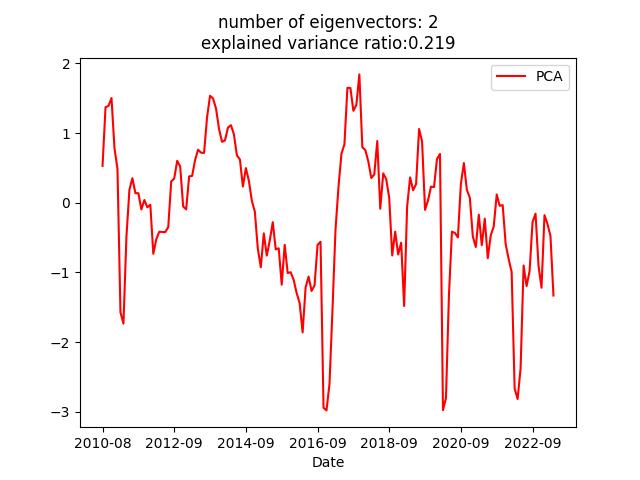 number of eigenvectors: 2
explained variance ratio:0.219
PCA
2
1
0
−1
−2
−3
2010-08 2012-09 2014-09 2016-09 2018-09 2020-09 2022-09
Date